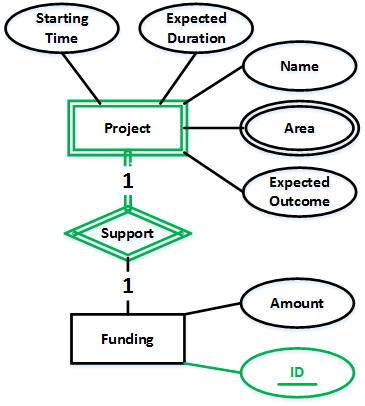 Starting
Time
Expected
Duration
Name
Project
Area
1
Expected
Outcome
Support
1
Amount
Funding
ID